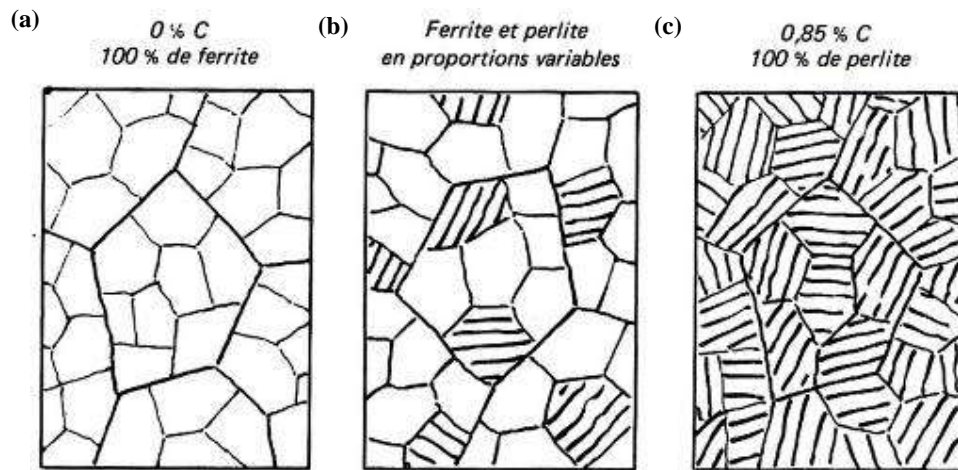 (a)
0 % C
100 % de ferrite
(b)
Ferrite et perlite
en proportions variables
(c)
0,85 % C
100 % de perlite